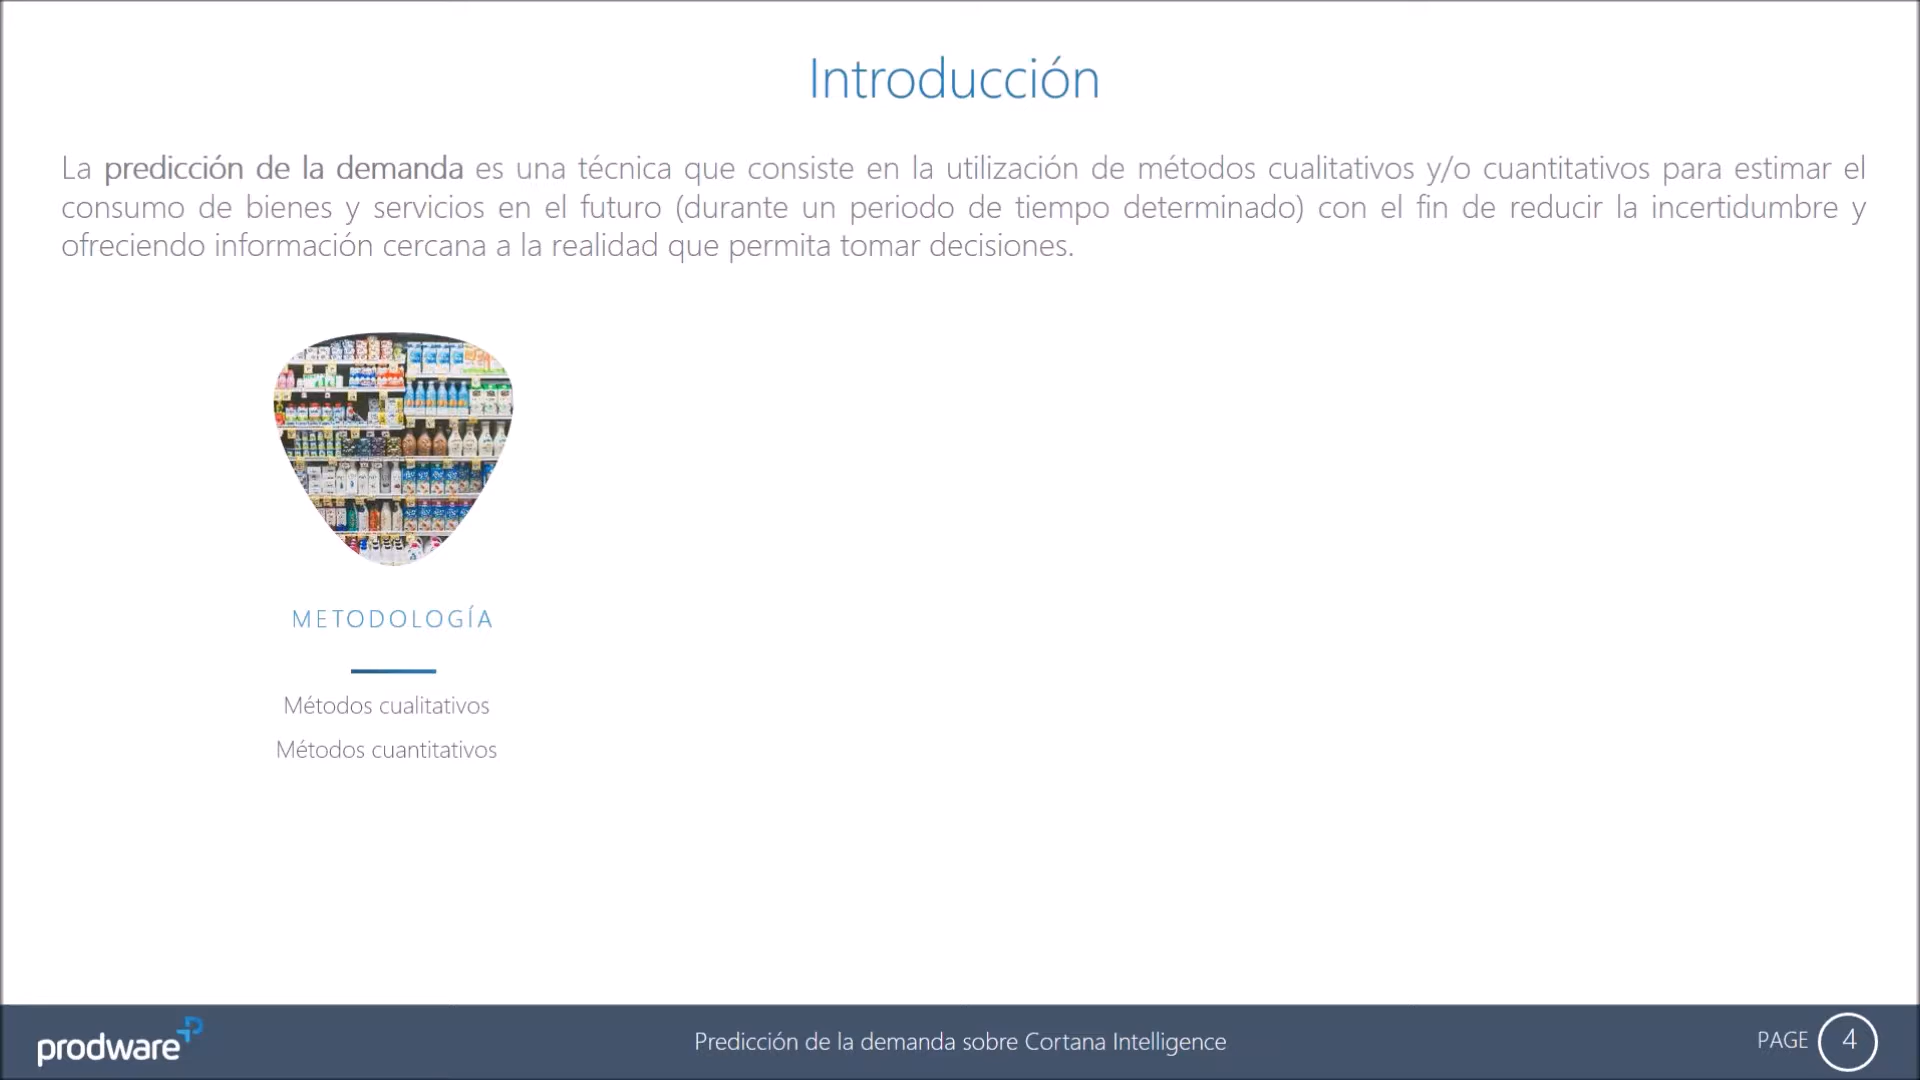 Introducción
La predicción de la demanda es una técnica que consiste en la utilización de métodos cualitativos y/o cuantitativos para estimar el
consumo de bienes y servicios en el futuro (durante un periodo de tiempo determinado) con el fin de reducir la incertidumbre y
ofreciendo información cercana a la realidad que permita tomar decisiones.
METODOLOGÍA
Métodos cualitativos
Métodos cuantitativos
prodware
Predicción de la demanda sobre Cortana Intelligence
PAGE 4